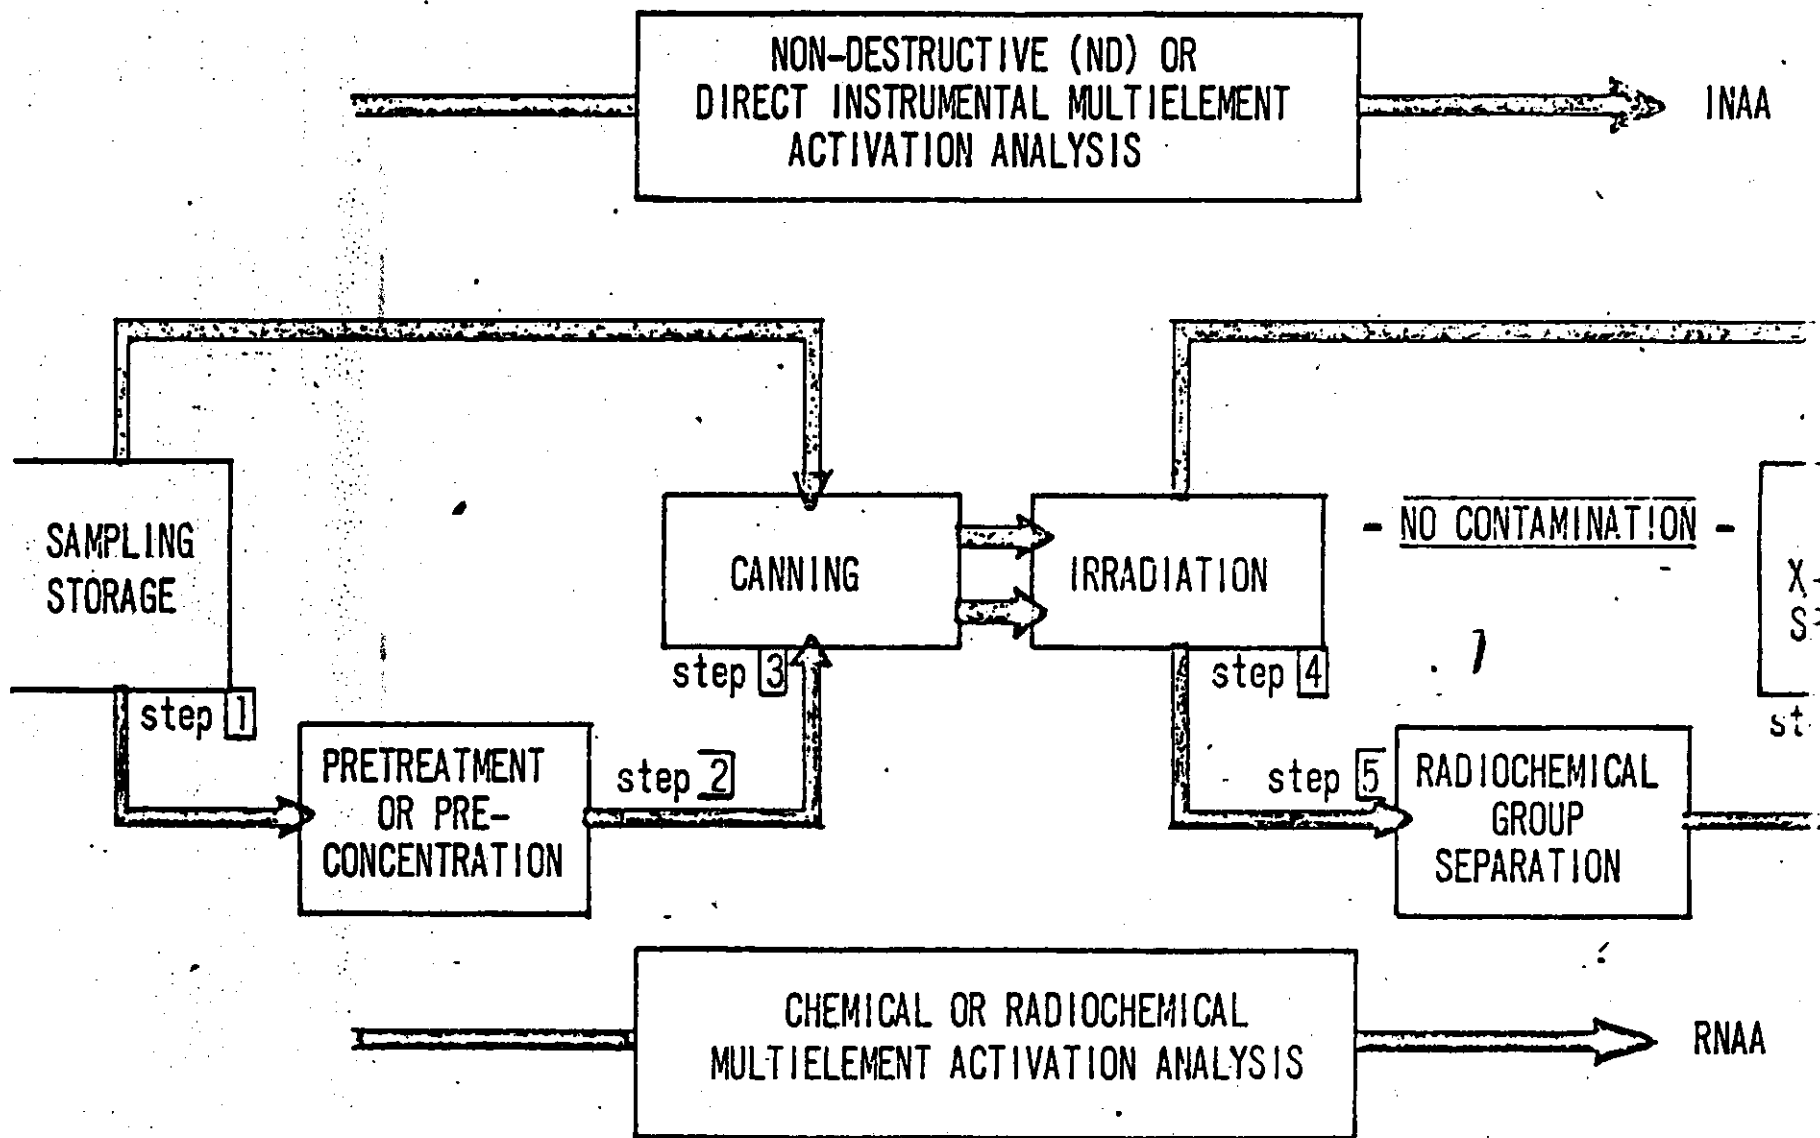 NON-DESTRUCTIVE (ND) OR
DIRECT INSTRUMENTAL MULTIELEMENT
ACTIVATION ANALYSIS
INAA
SAMPLING
STORAGE
step 1
PRETREATMENT
OR PRE-
CONCENTRATION
step 2
CANNING
step 3
IRRADIATION
step 4
- NO CONTAMINATION -
step 5
RADIOCHEMICAL
GROUP
SEPARATION
CHEMICAL OR RADIOCHEMICAL
MULTIELEMENT ACTIVATION ANALYSIS
RNAA